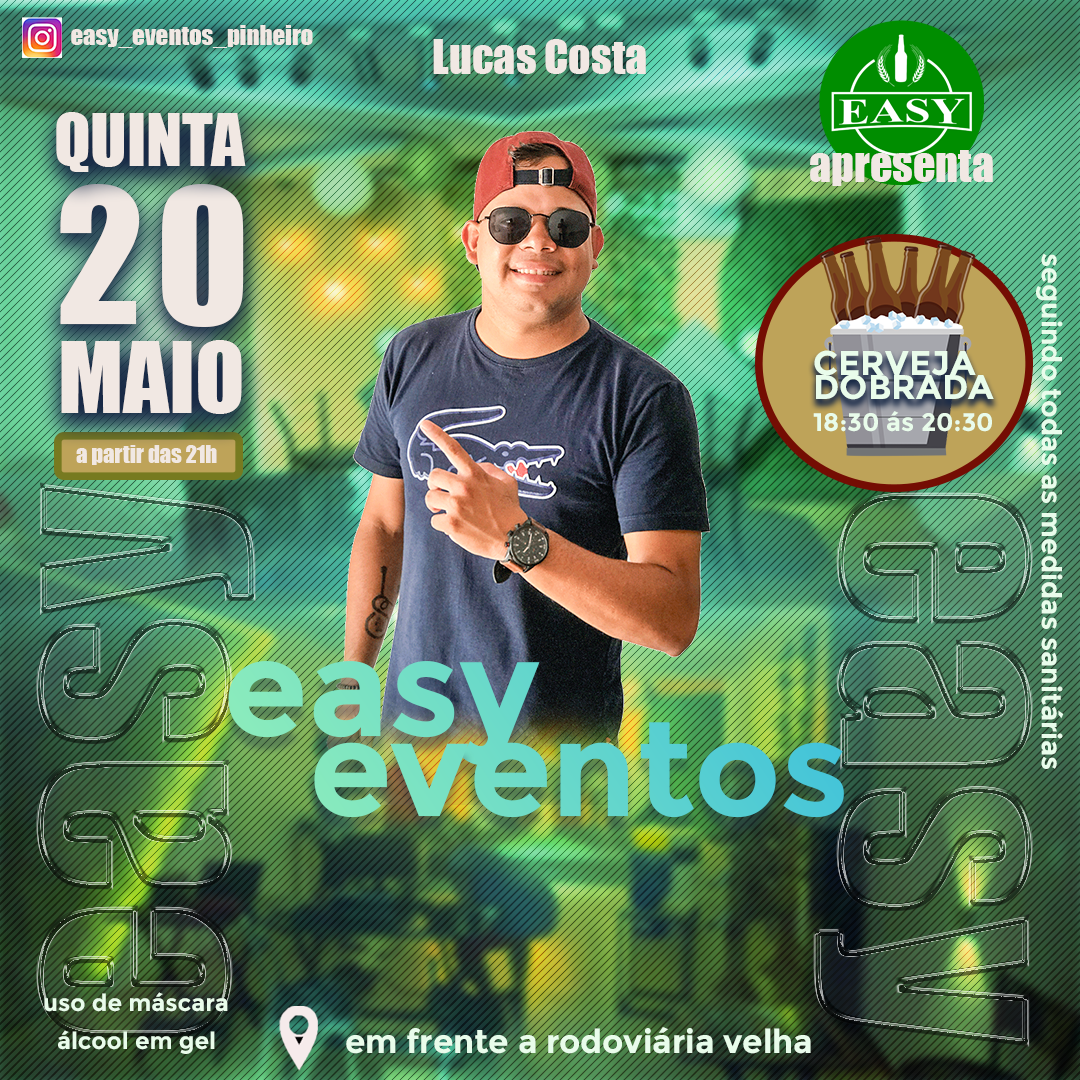 easy_eventos_pinheiro
Lucas Costa
EASY
apresenta
QUINTA
20
MAIO
a partir das 21h
CERVEJA
DOBRADA
18:30 ás 20:30
seguindo todas as medidas sanitárias
easy
easy
easy
eventos
uso de máscara
álcool em gel
em frente a rodoviária velha